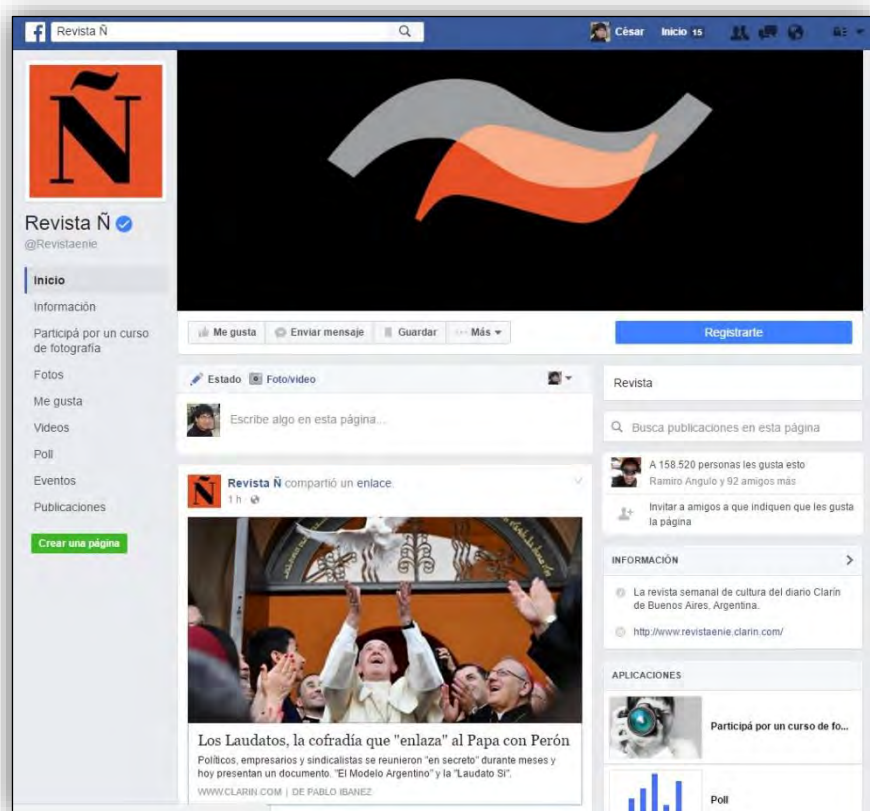 Revista Ñ
César
Inicio 15
Ñ
Revista Ñ
@Revistaenie
Inicio
Información
Participá por un curso
de fotografía
Fotos
Me gusta
Videos
Poll
Eventos
Publicaciones
Crear una página
Me gusta
Enviar mensaje
Guardar
Más
Registrarte
Estado
Foto/video
Escribe algo en esta página...
Ñ
Revista Ñ compartió un enlace.
1 h
Los Laudatos, la cofradía que "enlaza" al Papa con Perón
Políticos, empresarios y sindicalistas se reunieron "en secreto" durante meses y
hoy presentan un documento. "El Modelo Argentino" y la "Laudato Si".
WWW.CLARIN.COM | DE PABLO IBANEZ
Revista
Busca publicaciones en esta página
A 158.520 personas les gusta esto
Ramiro Angulo y 92 amigos más
Invitar a amigos a que indiquen que les gusta
la página
INFORMACIÓN
La revista semanal de cultura del diario Clarín
de Buenos Aires, Argentina.
http://www.revistaenie.clarin.com/
APLICACIONES
Participá por un curso de fo...
Poll